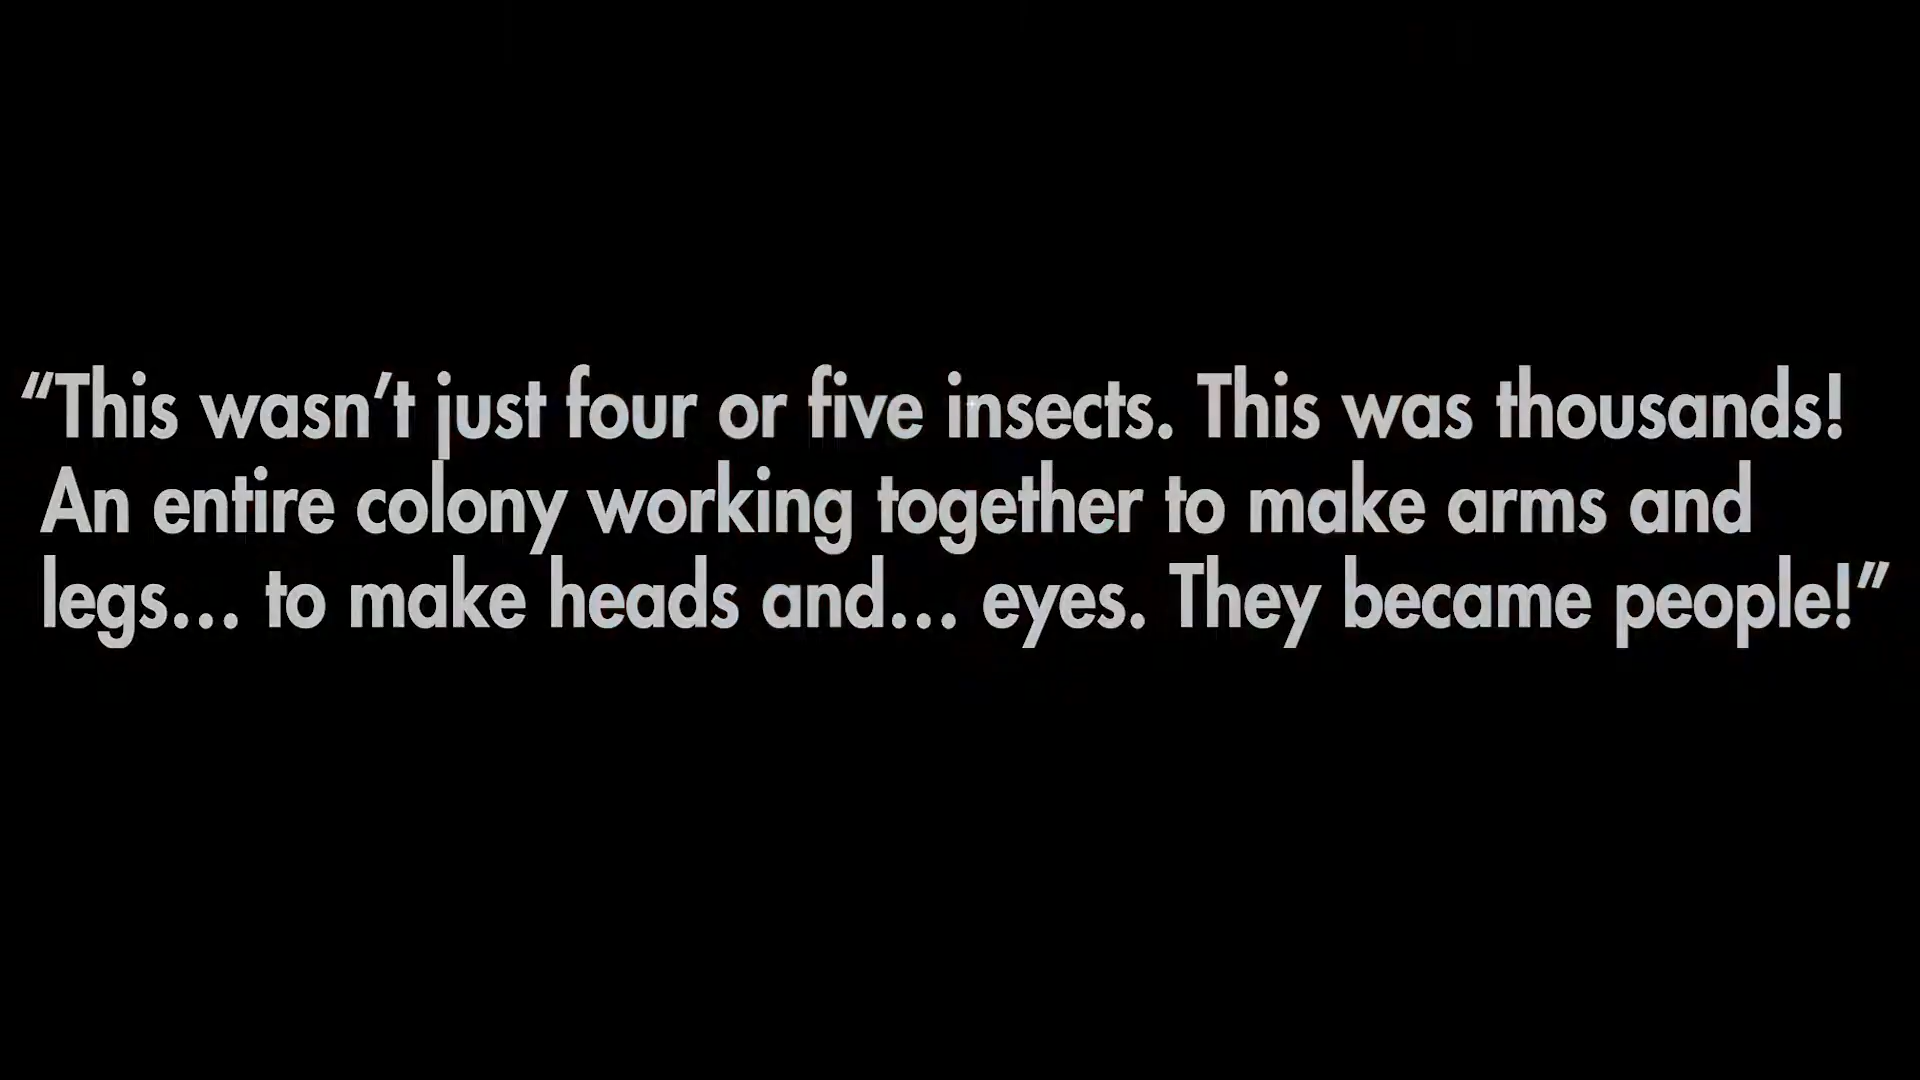 “This wasn’t just four or five insects. This was thousands!
An entire colony working together to make arms and
legs… to make heads and… eyes. They became people!”